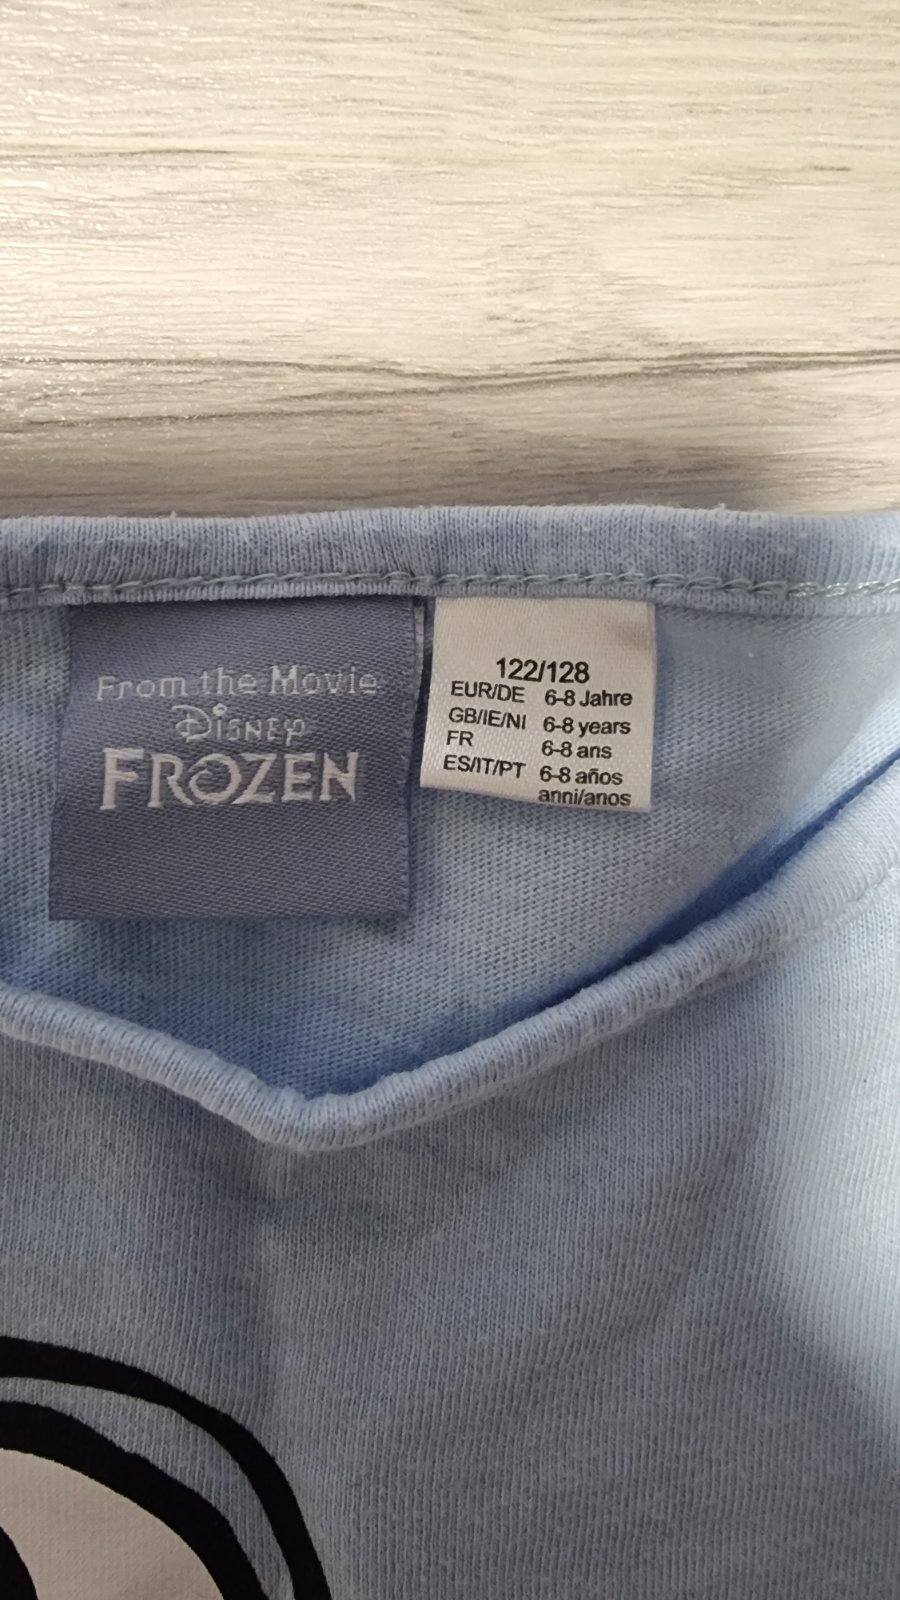 From the Movie
DISNEY
FROZEN
122/128
EUR/DE 6-8 Jahre
GB/IE/NI 6-8 years
FR 6-8 ans
ES/IT/PT 6-8 años
anni/anos